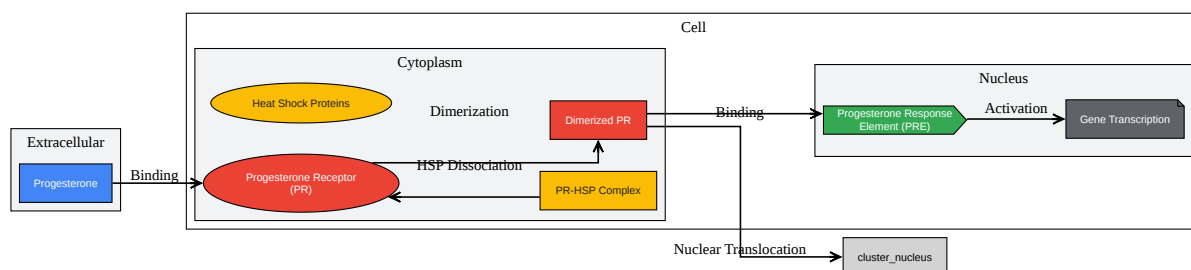 Cell
Cytoplasm
Nucleus
Heat Shock Proteins
Dimerization
Dimerized PR
Binding
Progesterone Response
Element (PRE)
Activation
Gene Transcription
Extracellular
Progesterone
Binding
Progesterone Receptor
(PR)
HSP Dissociation
PR-HSP Complex
Nuclear Translocation
cluster_nucleus